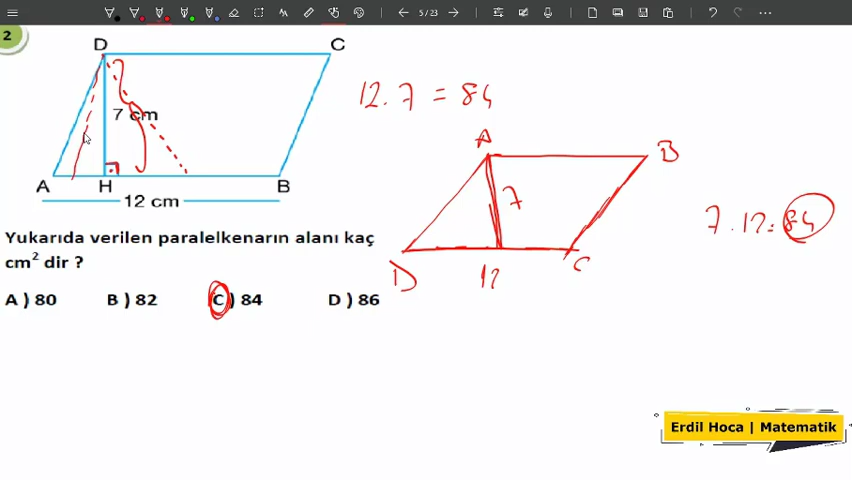 5 / 23
2
D
C
7 cm
A
H
B
12 cm
Yukarıda verilen paralelkenarın alanı kaç
cm² dir ?
A ) 80 B ) 82 C ) 84 D ) 86
12.7 = 84
A
B
7
D
12
C
7.12=84
Erdil Hoca | Matematik